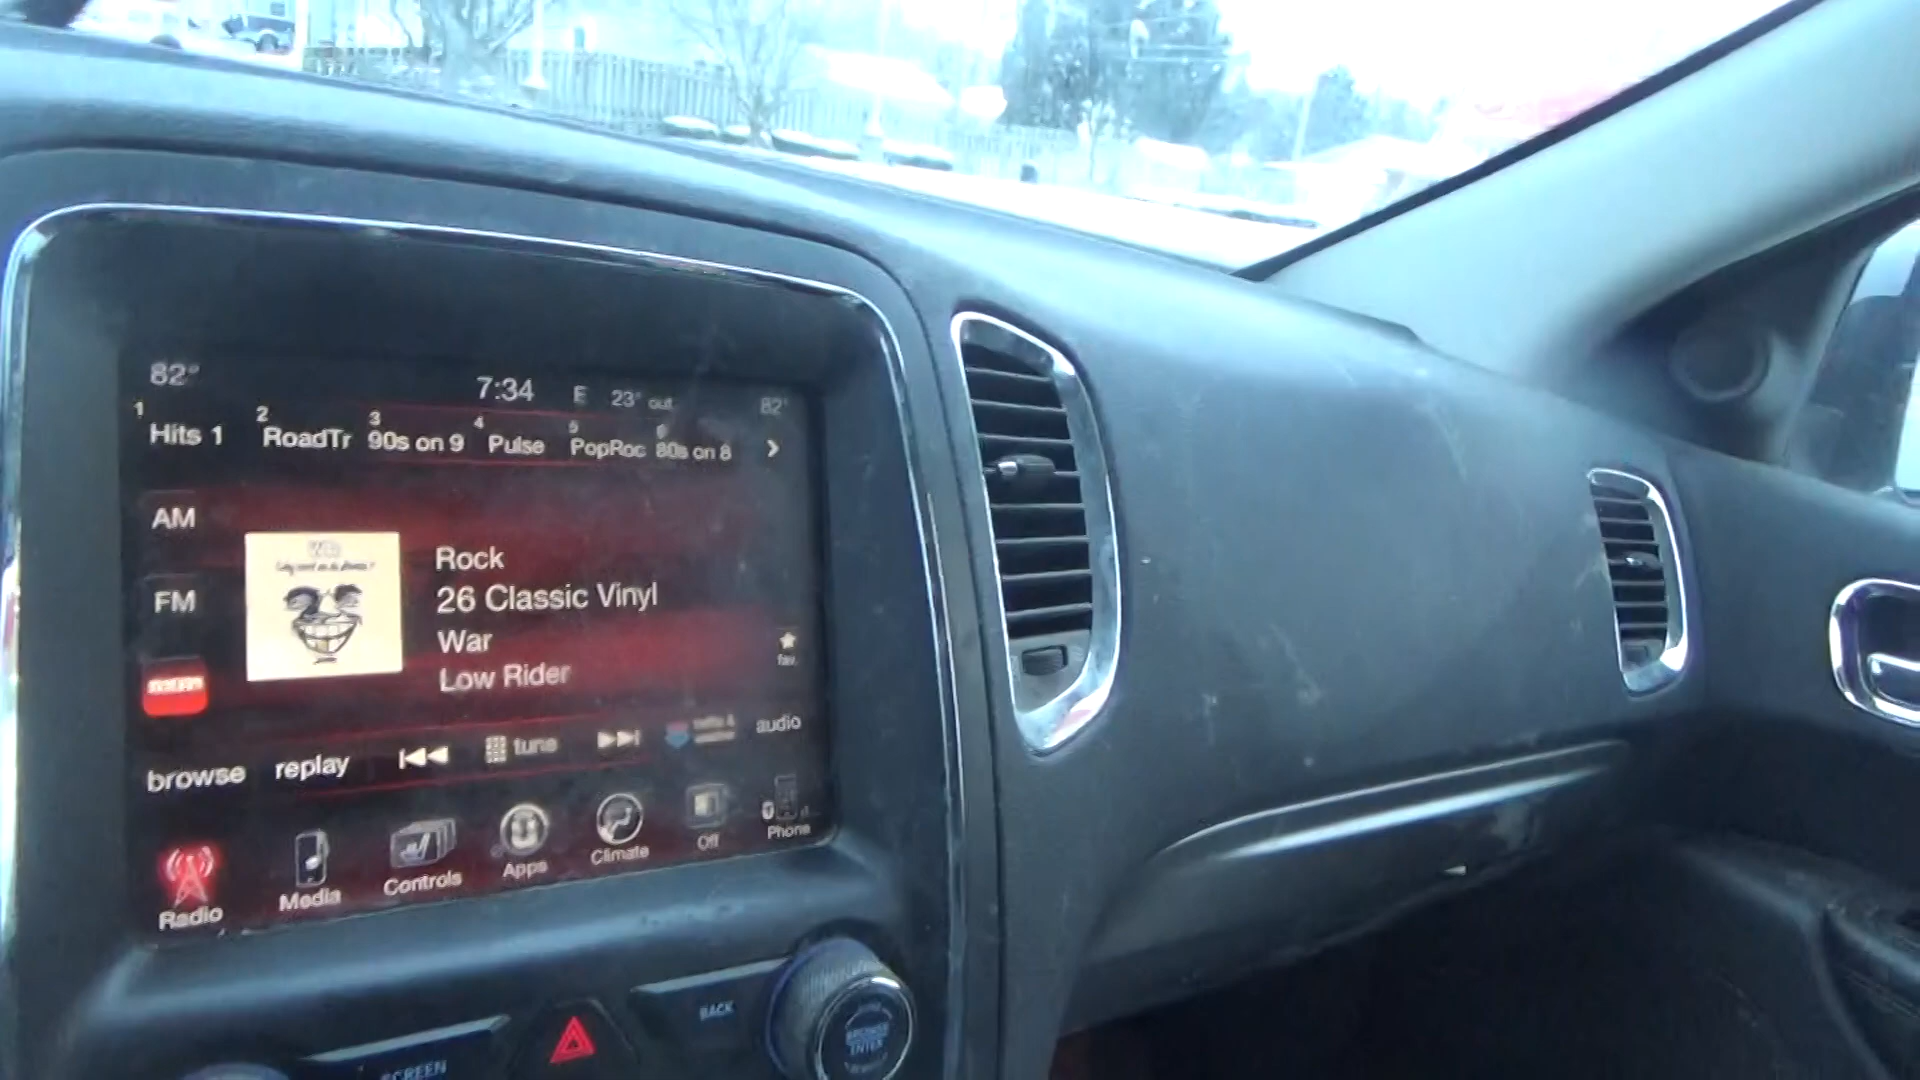 82° 7:34 E 23° out 82°
1 2 3 4 5 6
Hits 1 RoadTr 90s on 9 Pulse PopRoc 80s on 8
AM
FM
Rock
26 Classic Vinyl
War
Low Rider
fav.
browse replay tune audio
Radio Media Controls Apps Climate Off Phone
SCREEN
BACK
BROWSE
ENTER